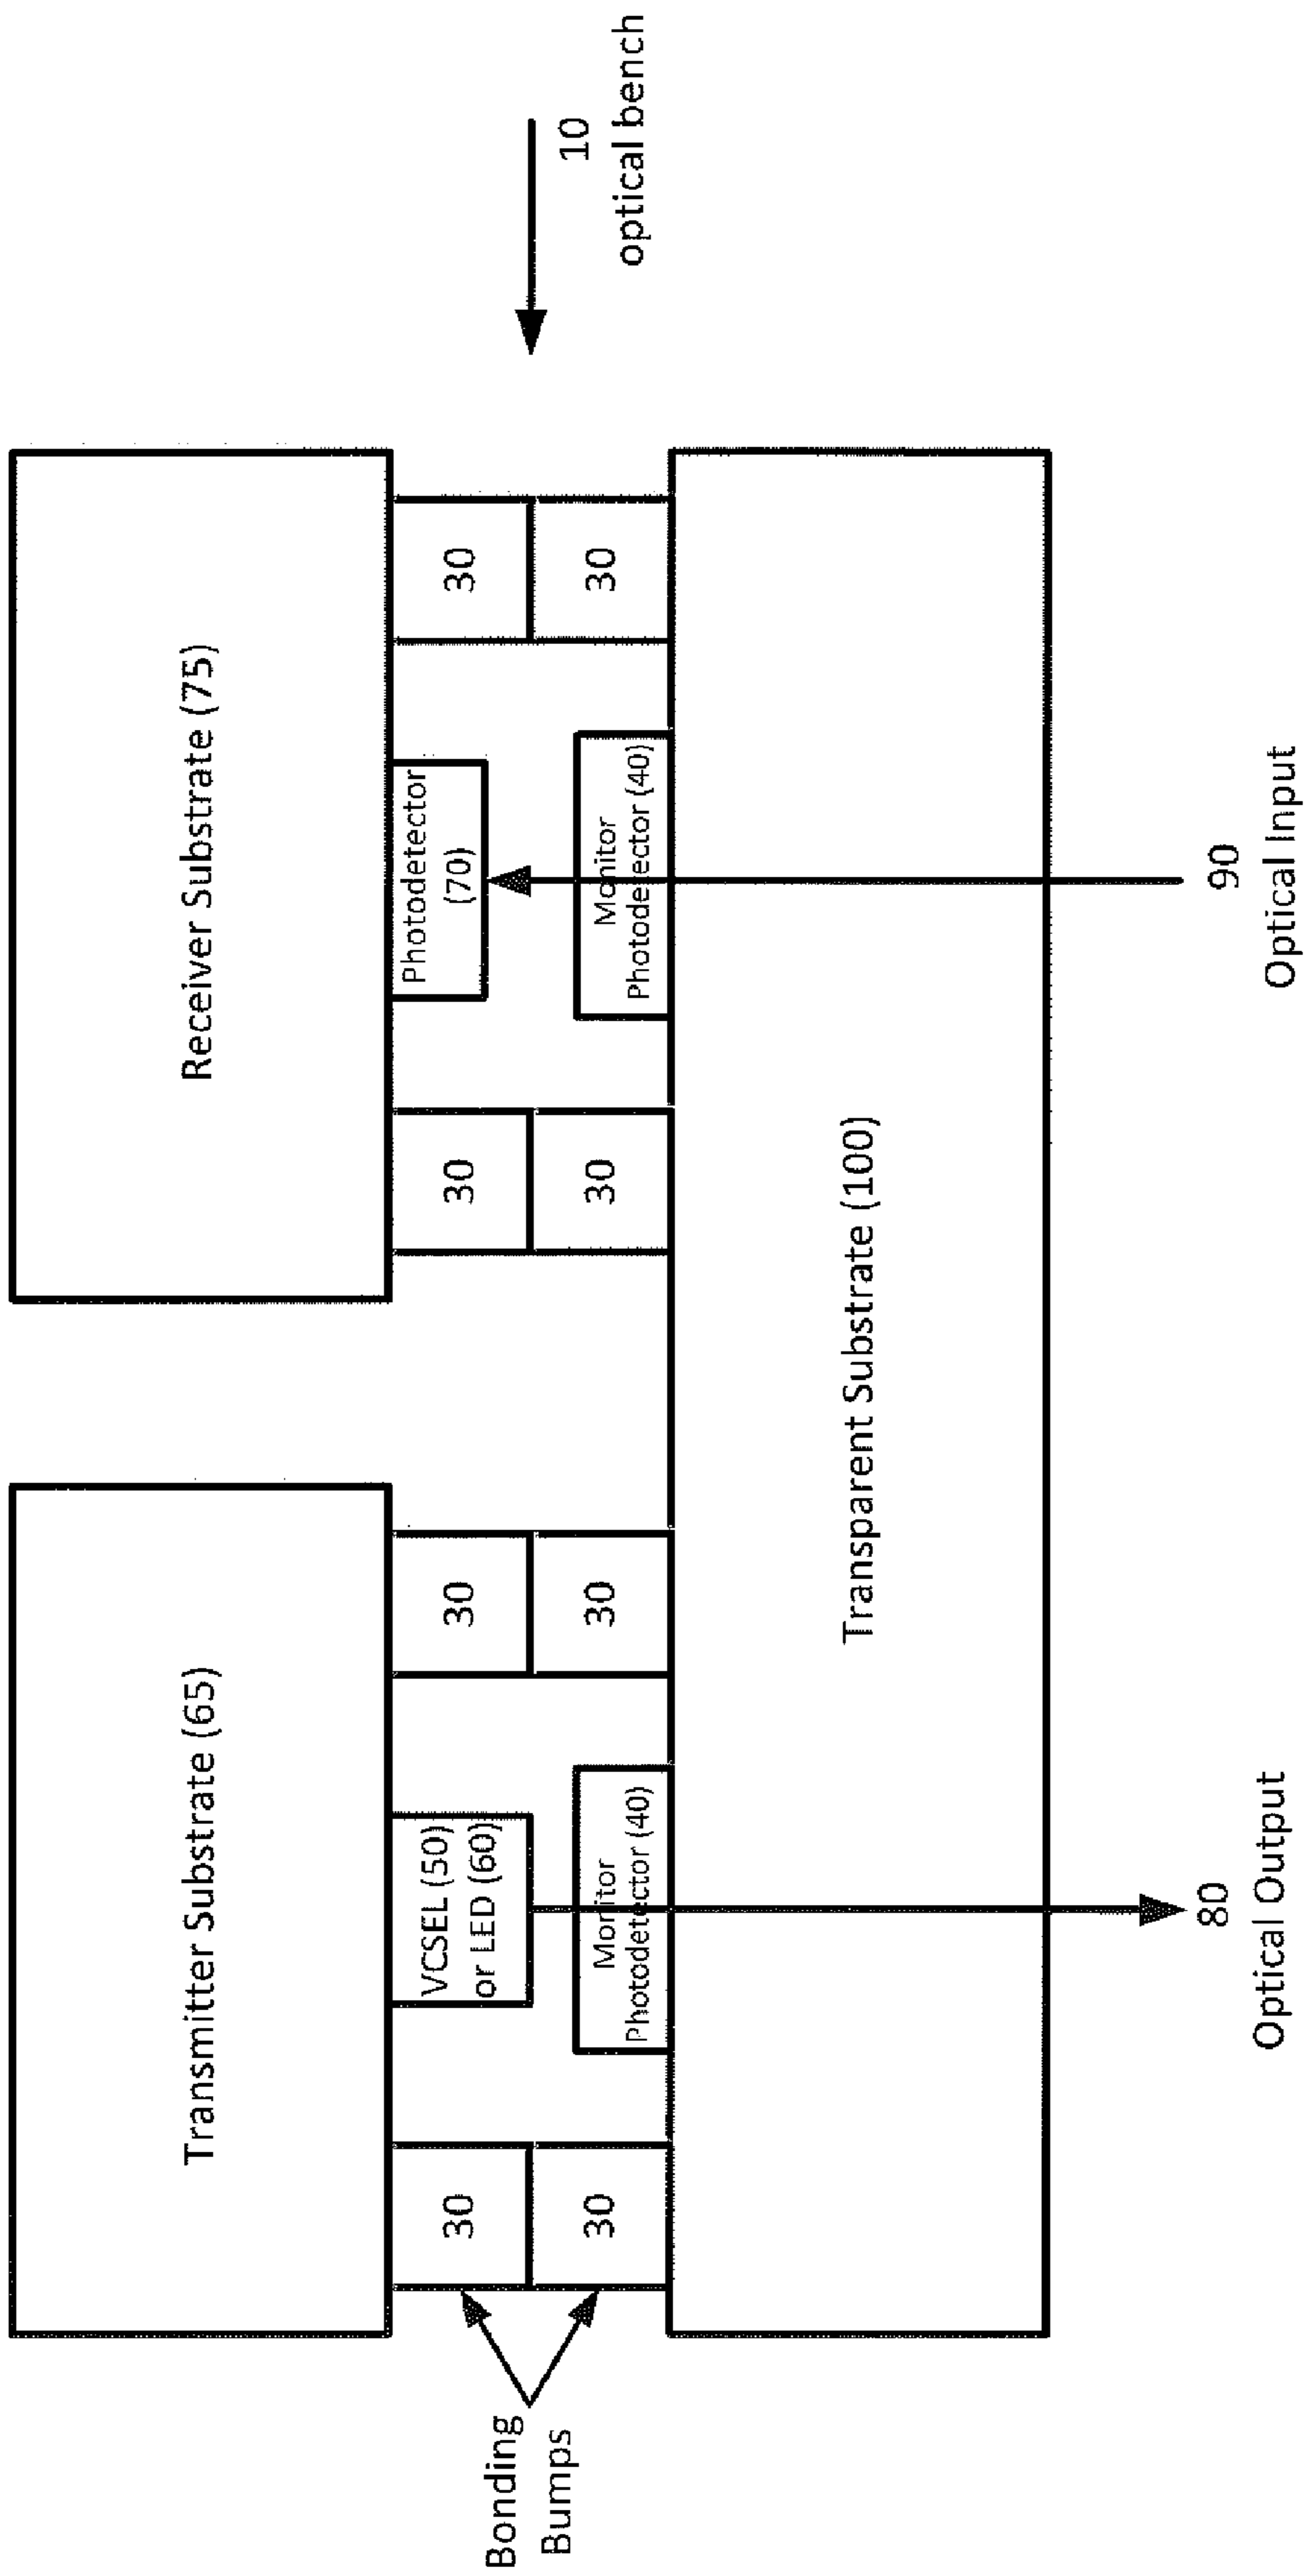 Transmitter Substrate (65)
Receiver Substrate (75)
Bonding
Bumps
30
30
VCSEL (50)
or LED (60)
Monitor
Photodetector (40)
30
30
30
30
Photodetector
(70)
Monitor
Photodetector (40)
30
30
10
optical bench
Transparent Substrate (100)
80
Optical Output
90
Optical Input